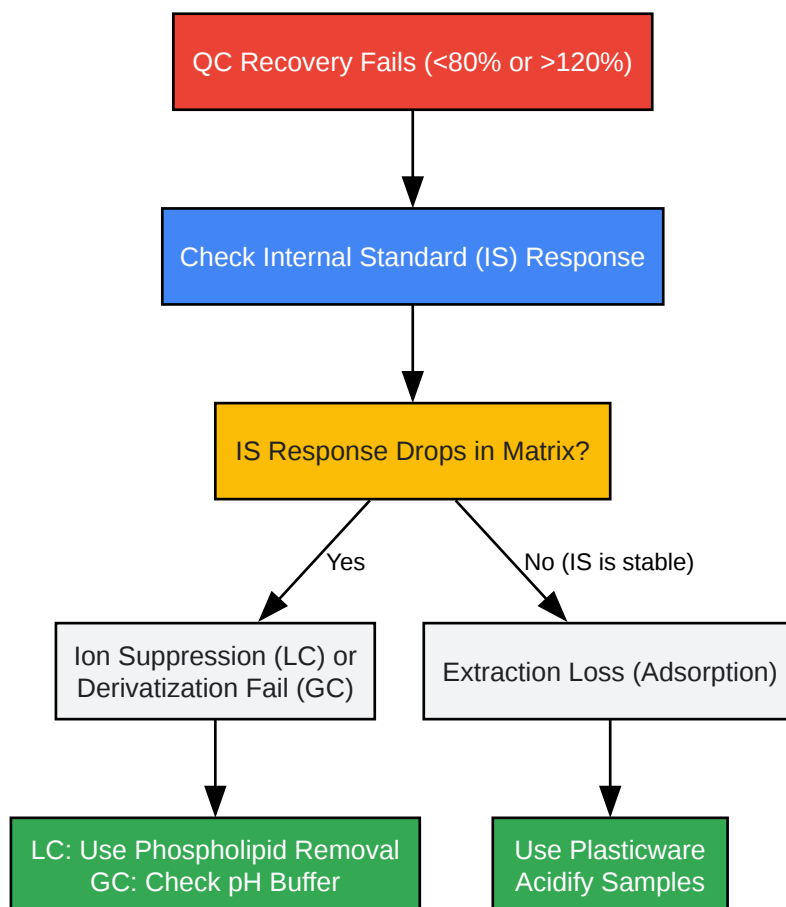 QC Recovery Fails (<80% or >120%)
Check Internal Standard (IS) Response
IS Response Drops in Matrix?
Yes
No (IS is stable)
Ion Suppression (LC) or
Derivatization Fail (GC)
Extraction Loss (Adsorption)
LC: Use Phospholipid Removal
GC: Check pH Buffer
Use Plasticware
Acidify Samples